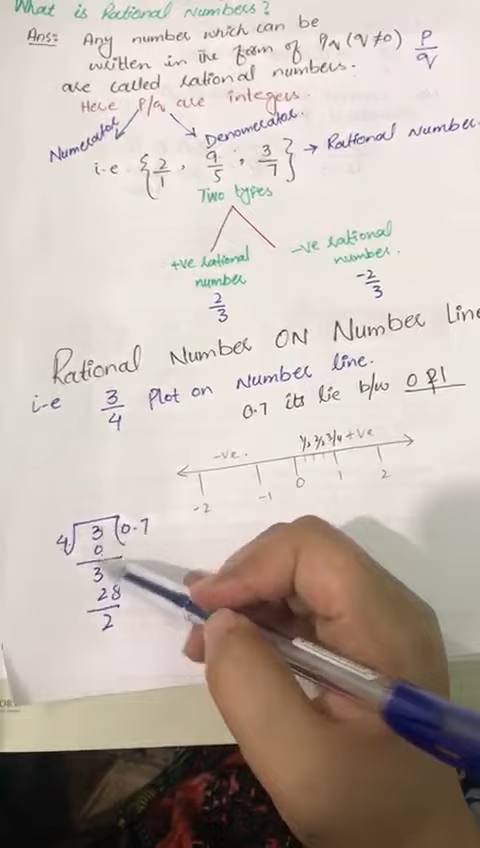 What is Rational Numbers?
Ans: Any number which can be
written in the form of P/q (q≠0) P/q
are called rational numbers.
Here P/q are integers.
Numerator Denomerator
i.e {2/1, 9/5, 3/7} → Rational Number
Two types
+ve rational number 2/3
-ve rational number. -2/3
Rational Number ON Number Line
i-e 3/4 Plot on Number line.
0.7 its lie b/w 0 & 1
-ve. +ve
-2 -1 0 1 2
4 3 0.7
0
3
28
2